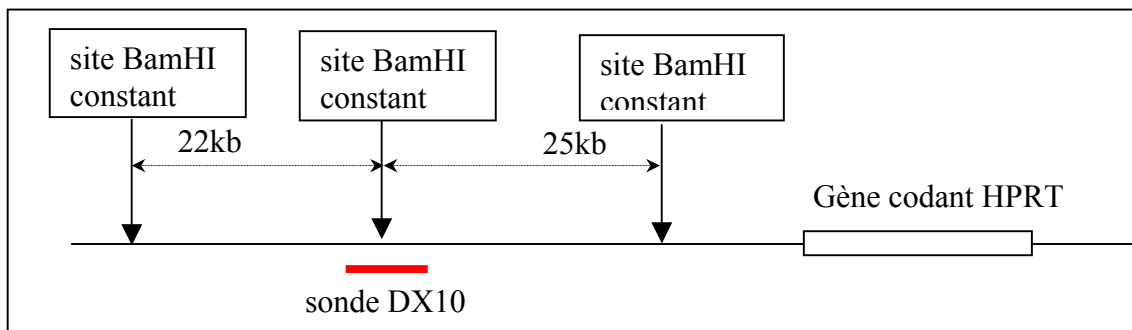 site BamHI
constant
site BamHI
constant
site BamHI
constant
22kb
25kb
Gène codant HPRT
sonde DX10